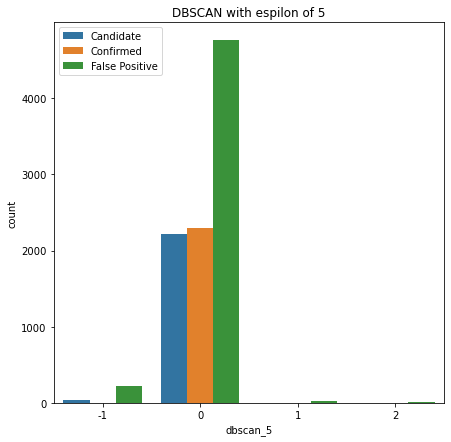 DBSCAN with espilon of 5
Candidate
Confirmed
False Positive
4000
3000
2000
1000
0
count
-1 0 1 2
dbscan_5